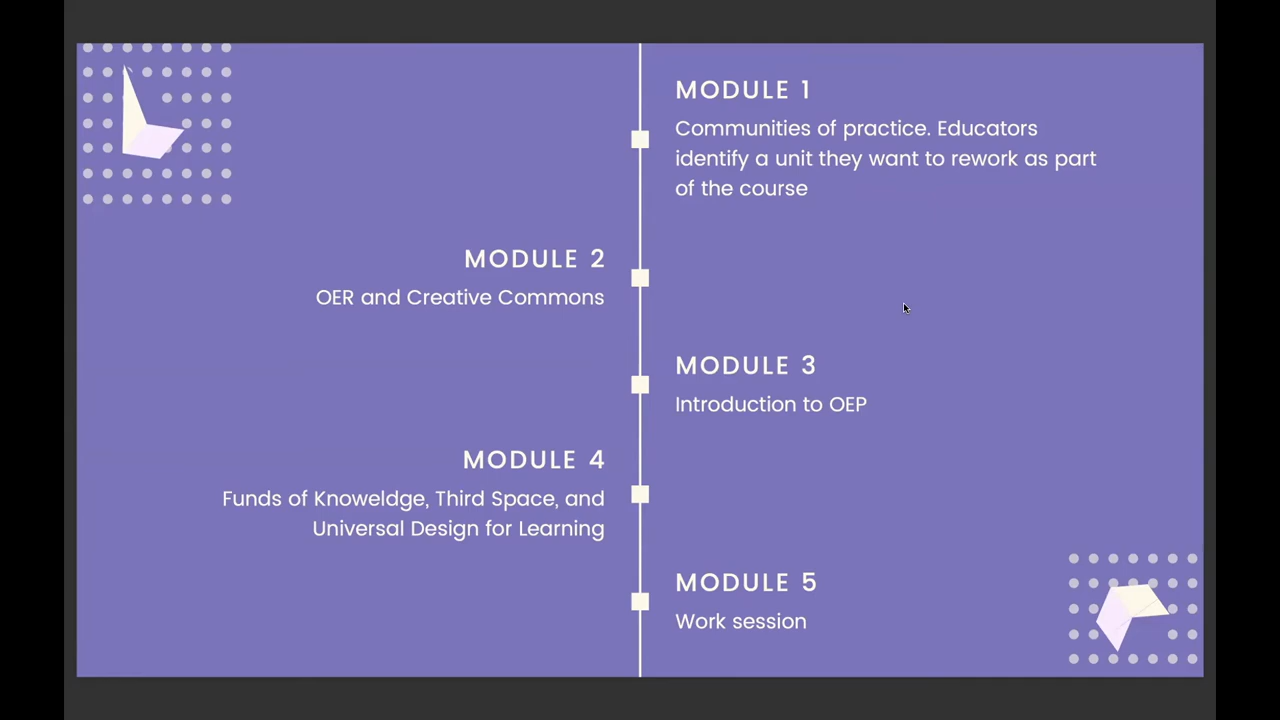 MODULE 1
Communities of practice. Educators
identify a unit they want to rework as part
of the course
MODULE 2
OER and Creative Commons
MODULE 3
Introduction to OEP
MODULE 4
Funds of Knoweldge, Third Space, and
Universal Design for Learning
MODULE 5
Work session